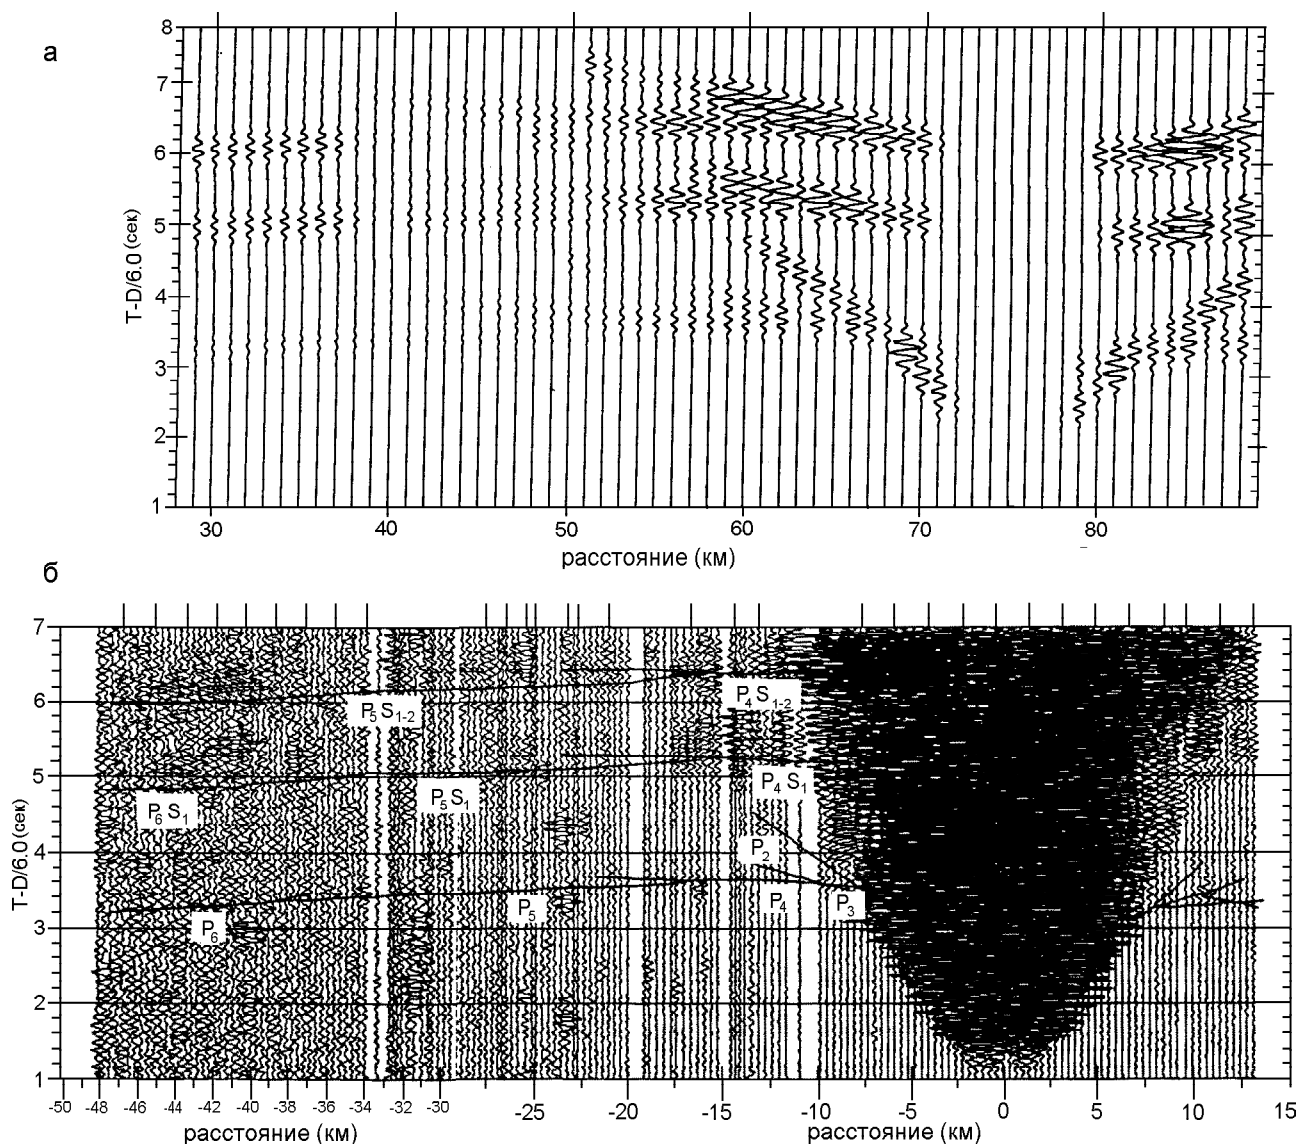 а
8
7
6
5
4
3
2
1
Т-D/6.0 (сек)
30 40 50 60 70 80
расстояние (км)
б
7
6
5
4
3
2
1
Т-D/6.0 (сек)
P5 S1-2
P4 S1-2
P6 S1
P5 S1
P4 S1
P2
P6
P5
P4
P3
-50 -48 -46 -44 -42 -40 -38 -36 -34 -32 -30 -25 -20 -15 -10 -5 0 5 10 15
расстояние (км) расстояние (км)